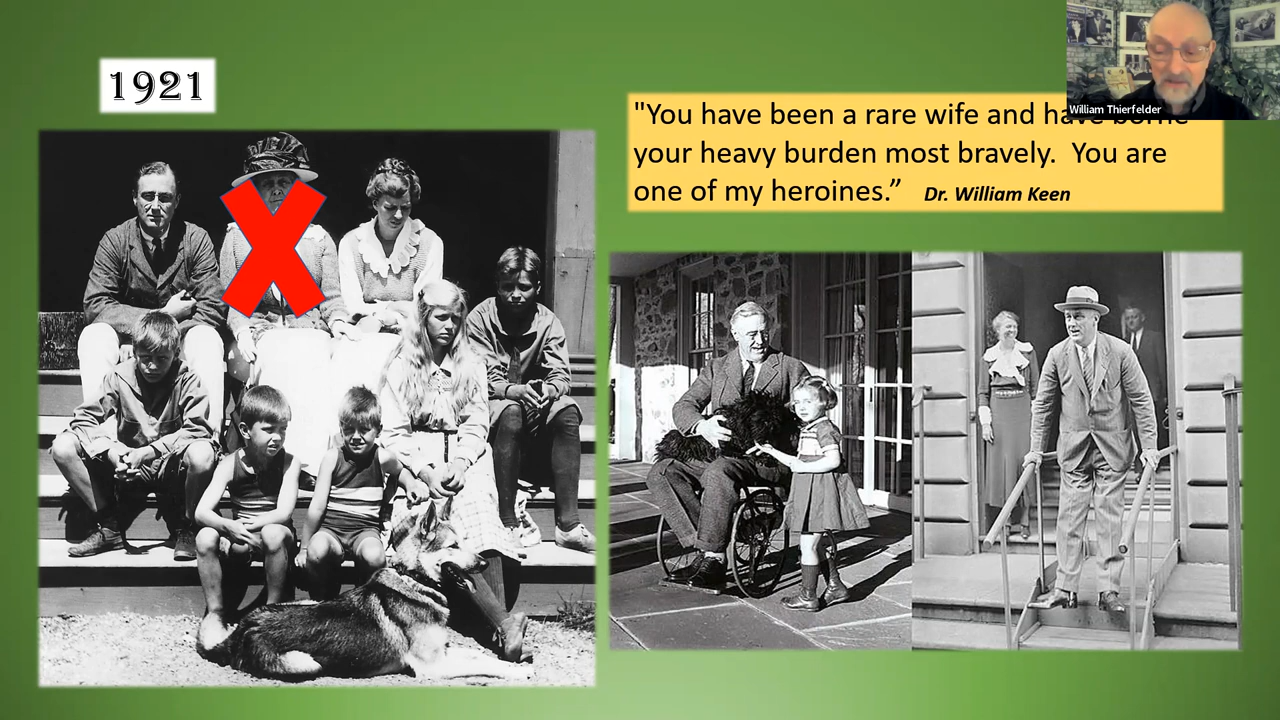 1921
William Thierfelder
"You have been a rare wife and have
your heavy burden most bravely. You are
one of my heroines.” Dr. William Keen